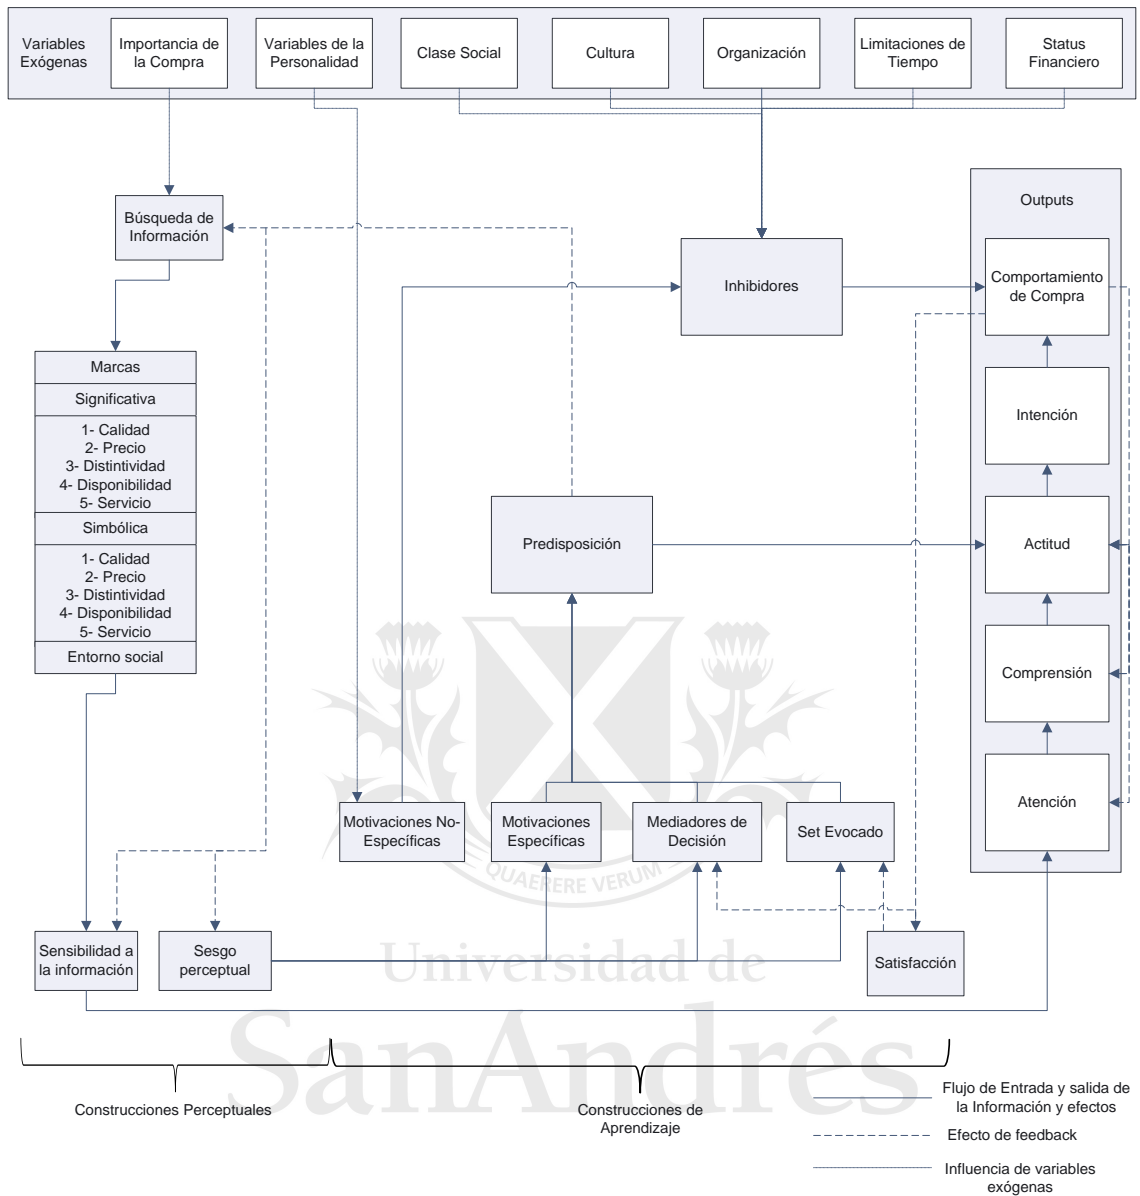 Variables
Exógenas
Importancia de
la Compra
Variables de la
Personalidad
Clase Social
Cultura
Organización
Limitaciones de
Tiempo
Status
Financiero
Búsqueda de
Información
Inhibidores
Outputs
Comportamiento
de Compra
Marcas
Significativa
1- Calidad
2- Precio
3- Distintividad
4- Disponibilidad
5- Servicio
Simbólica
1- Calidad
2- Precio
3- Distintividad
4- Disponibilidad
5- Servicio
Entorno social
Intención
Predisposición
Actitud
Comprensión
Atención
Motivaciones No-
Específicas
Motivaciones
Específicas
Mediadores de
Decisión
Set Evocado
QUAERERE VERUM
Sensibilidad a
la información
Sesgo
perceptual
Satisfacción
Universidad de
SanAndrés
Construcciones Perceptuales
Construcciones de
Aprendizaje
Flujo de Entrada y salida de
la Información y efectos
Efecto de feedback
Influencia de variables
exógenas